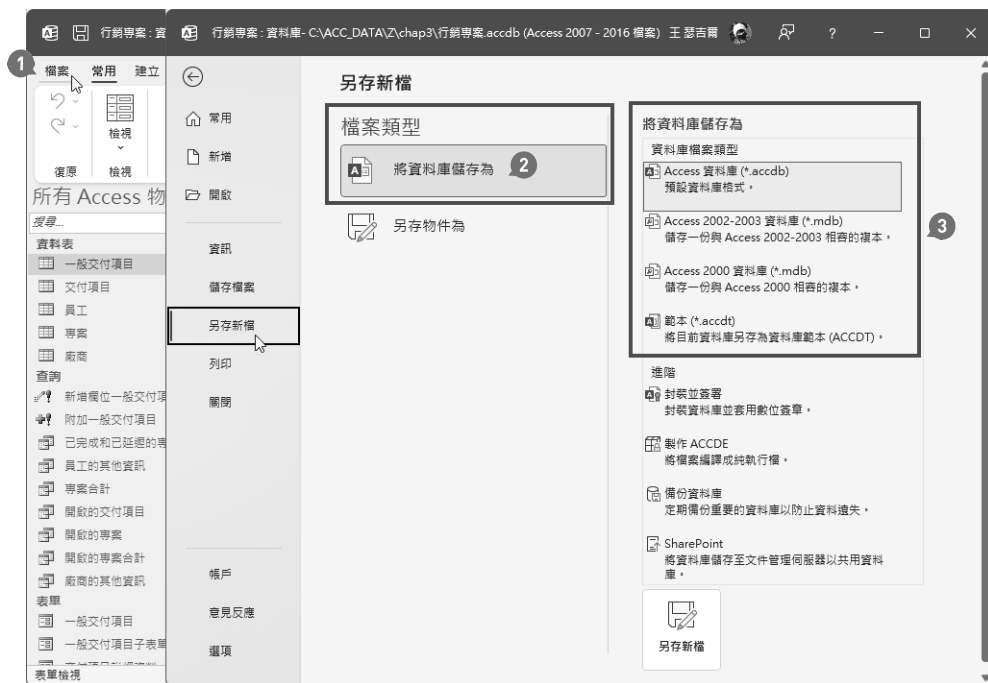 行銷專案 : 資
行銷專案 : 資料庫- C:\ACC_DATA\Z\chap3\行銷專案.accdb (Access 2007 - 2016 檔案)
王 瑟吉爾
?
1
檔案
常用
建立
檢視
復原
檢視
所有 Access 物
搜尋...
資料表
一般交付項目
交付項目
員工
專案
廠商
查詢
新增欄位一般交付項
附加一般交付項目
已完成和已延遲的專
員工的其他資訊
專案合計
開啟的交付項目
開啟的專案
開啟的專案合計
廠商的其他資訊
表單
一般交付項目
一般交付項目子表單
表單檢視
常用
新增
開啟
資訊
儲存檔案
另存新檔
列印
關閉
帳戶
意見反應
選項
另存新檔
檔案類型
將資料庫儲存為
2
另存物件為
將資料庫儲存為
資料庫檔案類型
Access 資料庫 (*.accdb)
預設資料庫格式。
Access 2002-2003 資料庫 (*.mdb)
儲存一份與 Access 2002-2003 相容的複本。
3
Access 2000 資料庫 (*.mdb)
儲存一份與 Access 2000 相容的複本。
範本 (*.accdt)
將目前資料庫另存為資料庫範本 (ACCDT)。
進階
封裝並簽署
封裝資料庫並套用數位簽章。
製作 ACCDE
將檔案編譯成純執行檔。
備份資料庫
定期備份重要的資料庫以防止資料遺失。
SharePoint
將資料庫儲存至文件管理伺服器以共用資料
庫。
另存新檔